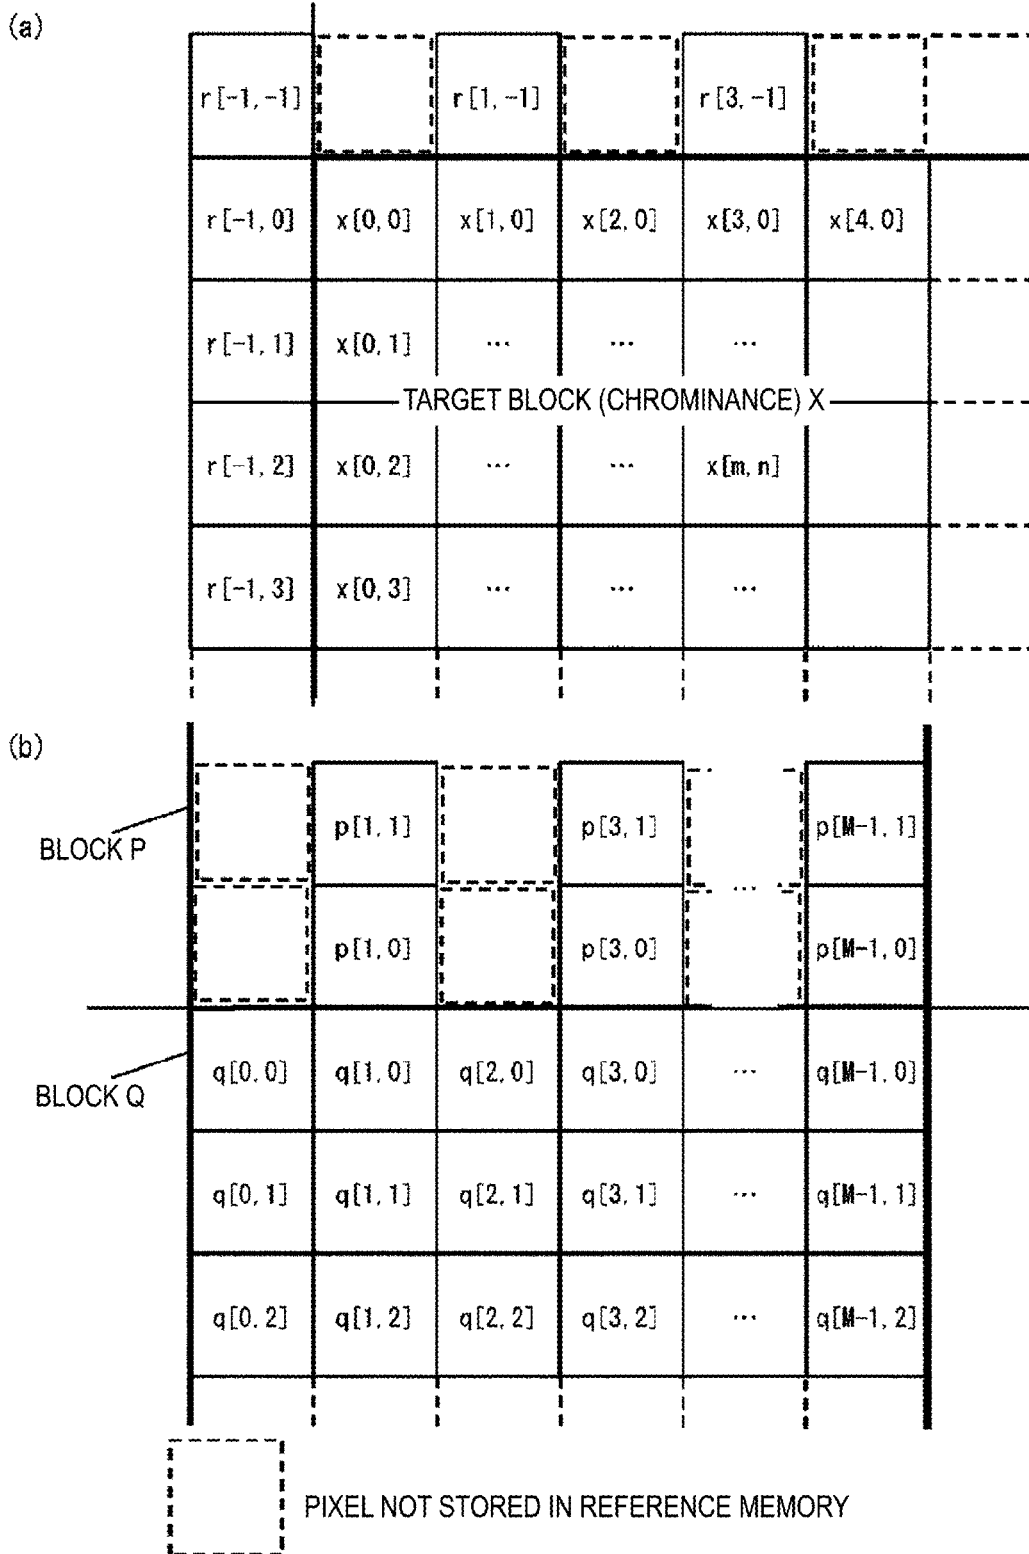 (a)
r[-1,-1] r[1,-1] r[3,-1]
r[-1,0] x[0,0] x[1,0] x[2,0] x[3,0] x[4,0]
r[-1,1] x[0,1] ... ... ...
TARGET BLOCK (CHROMINANCE) X
r[-1,2] x[0,2] ... ... x[m,n]
r[-1,3] x[0,3] ... ... ...
(b)
p[1,1] p[3,1] p[M-1,1]
BLOCK P
...
p[1,0] p[3,0] p[M-1,0]
q[0,0] q[1,0] q[2,0] q[3,0] ... q[M-1,0]
BLOCK Q
q[0,1] q[1,1] q[2,1] q[3,1] ... q[M-1,1]
q[0,2] q[1,2] q[2,2] q[3,2] ... q[M-1,2]
PIXEL NOT STORED IN REFERENCE MEMORY